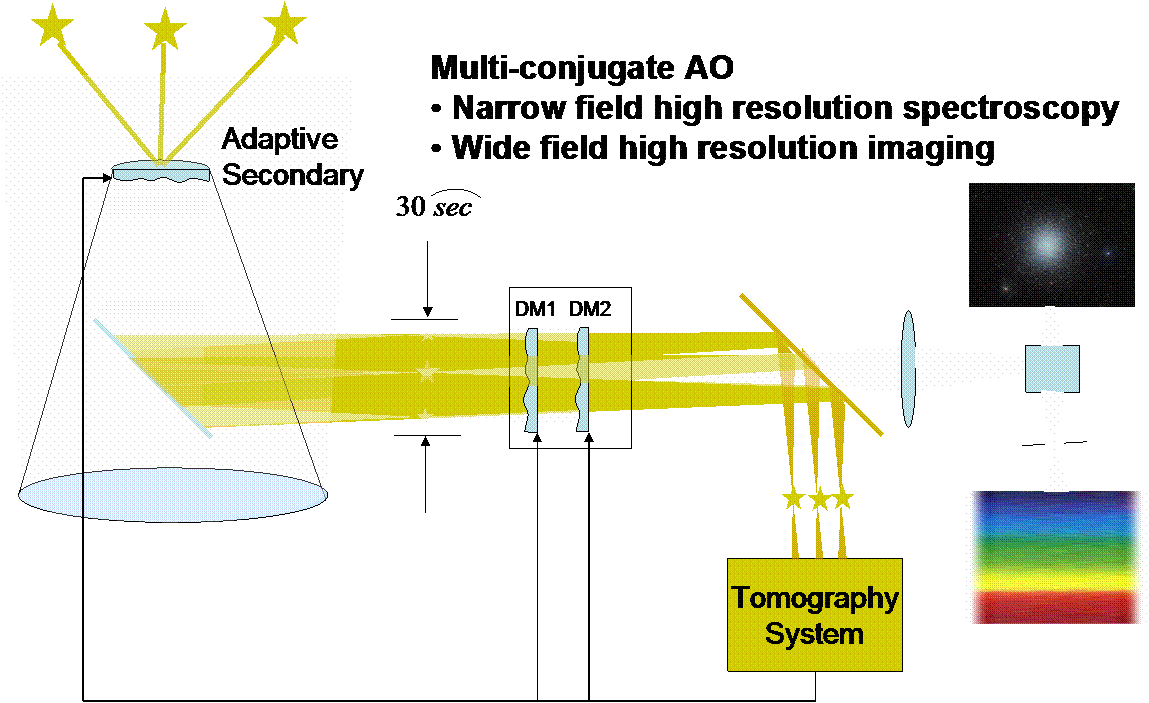 Multi-conjugate AO
• Narrow field high resolution spectroscopy
• Wide field high resolution imaging
Adaptive
Secondary
30 sec
DM1 DM2
Tomography
System